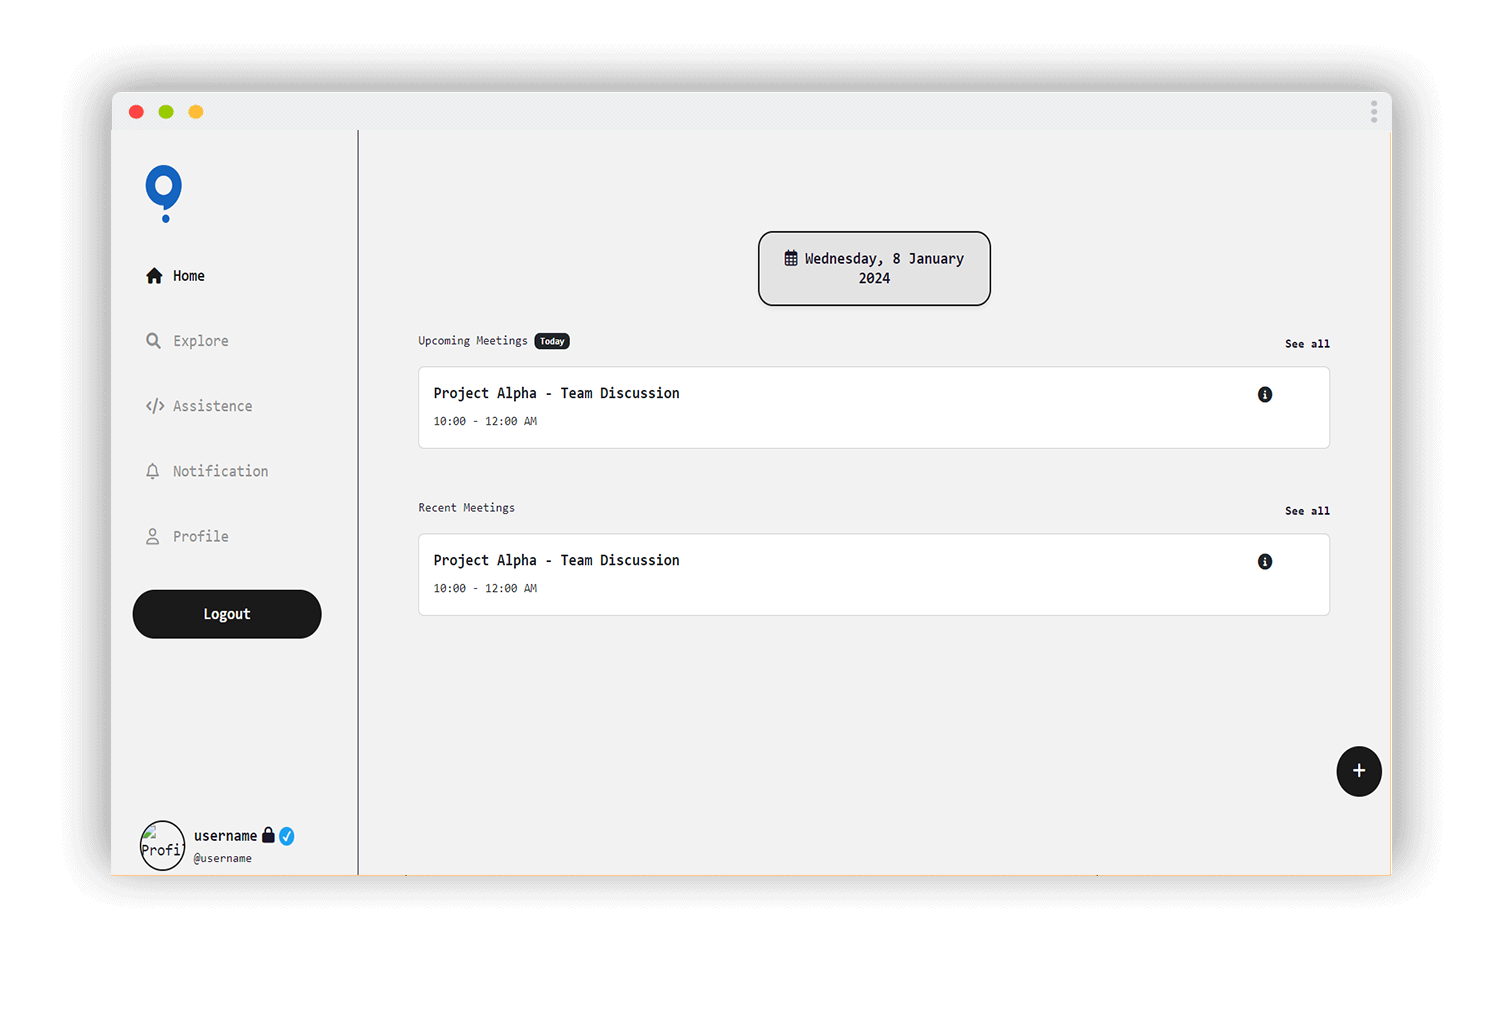 Home
Explore
Assistence
Notification
Profile
Logout
username
@username
Profi
Wednesday, 8 January
2024
Upcoming Meetings Today
See all
Project Alpha - Team Discussion
10:00 - 12:00 AM
Recent Meetings
See all
Project Alpha - Team Discussion
10:00 - 12:00 AM
+